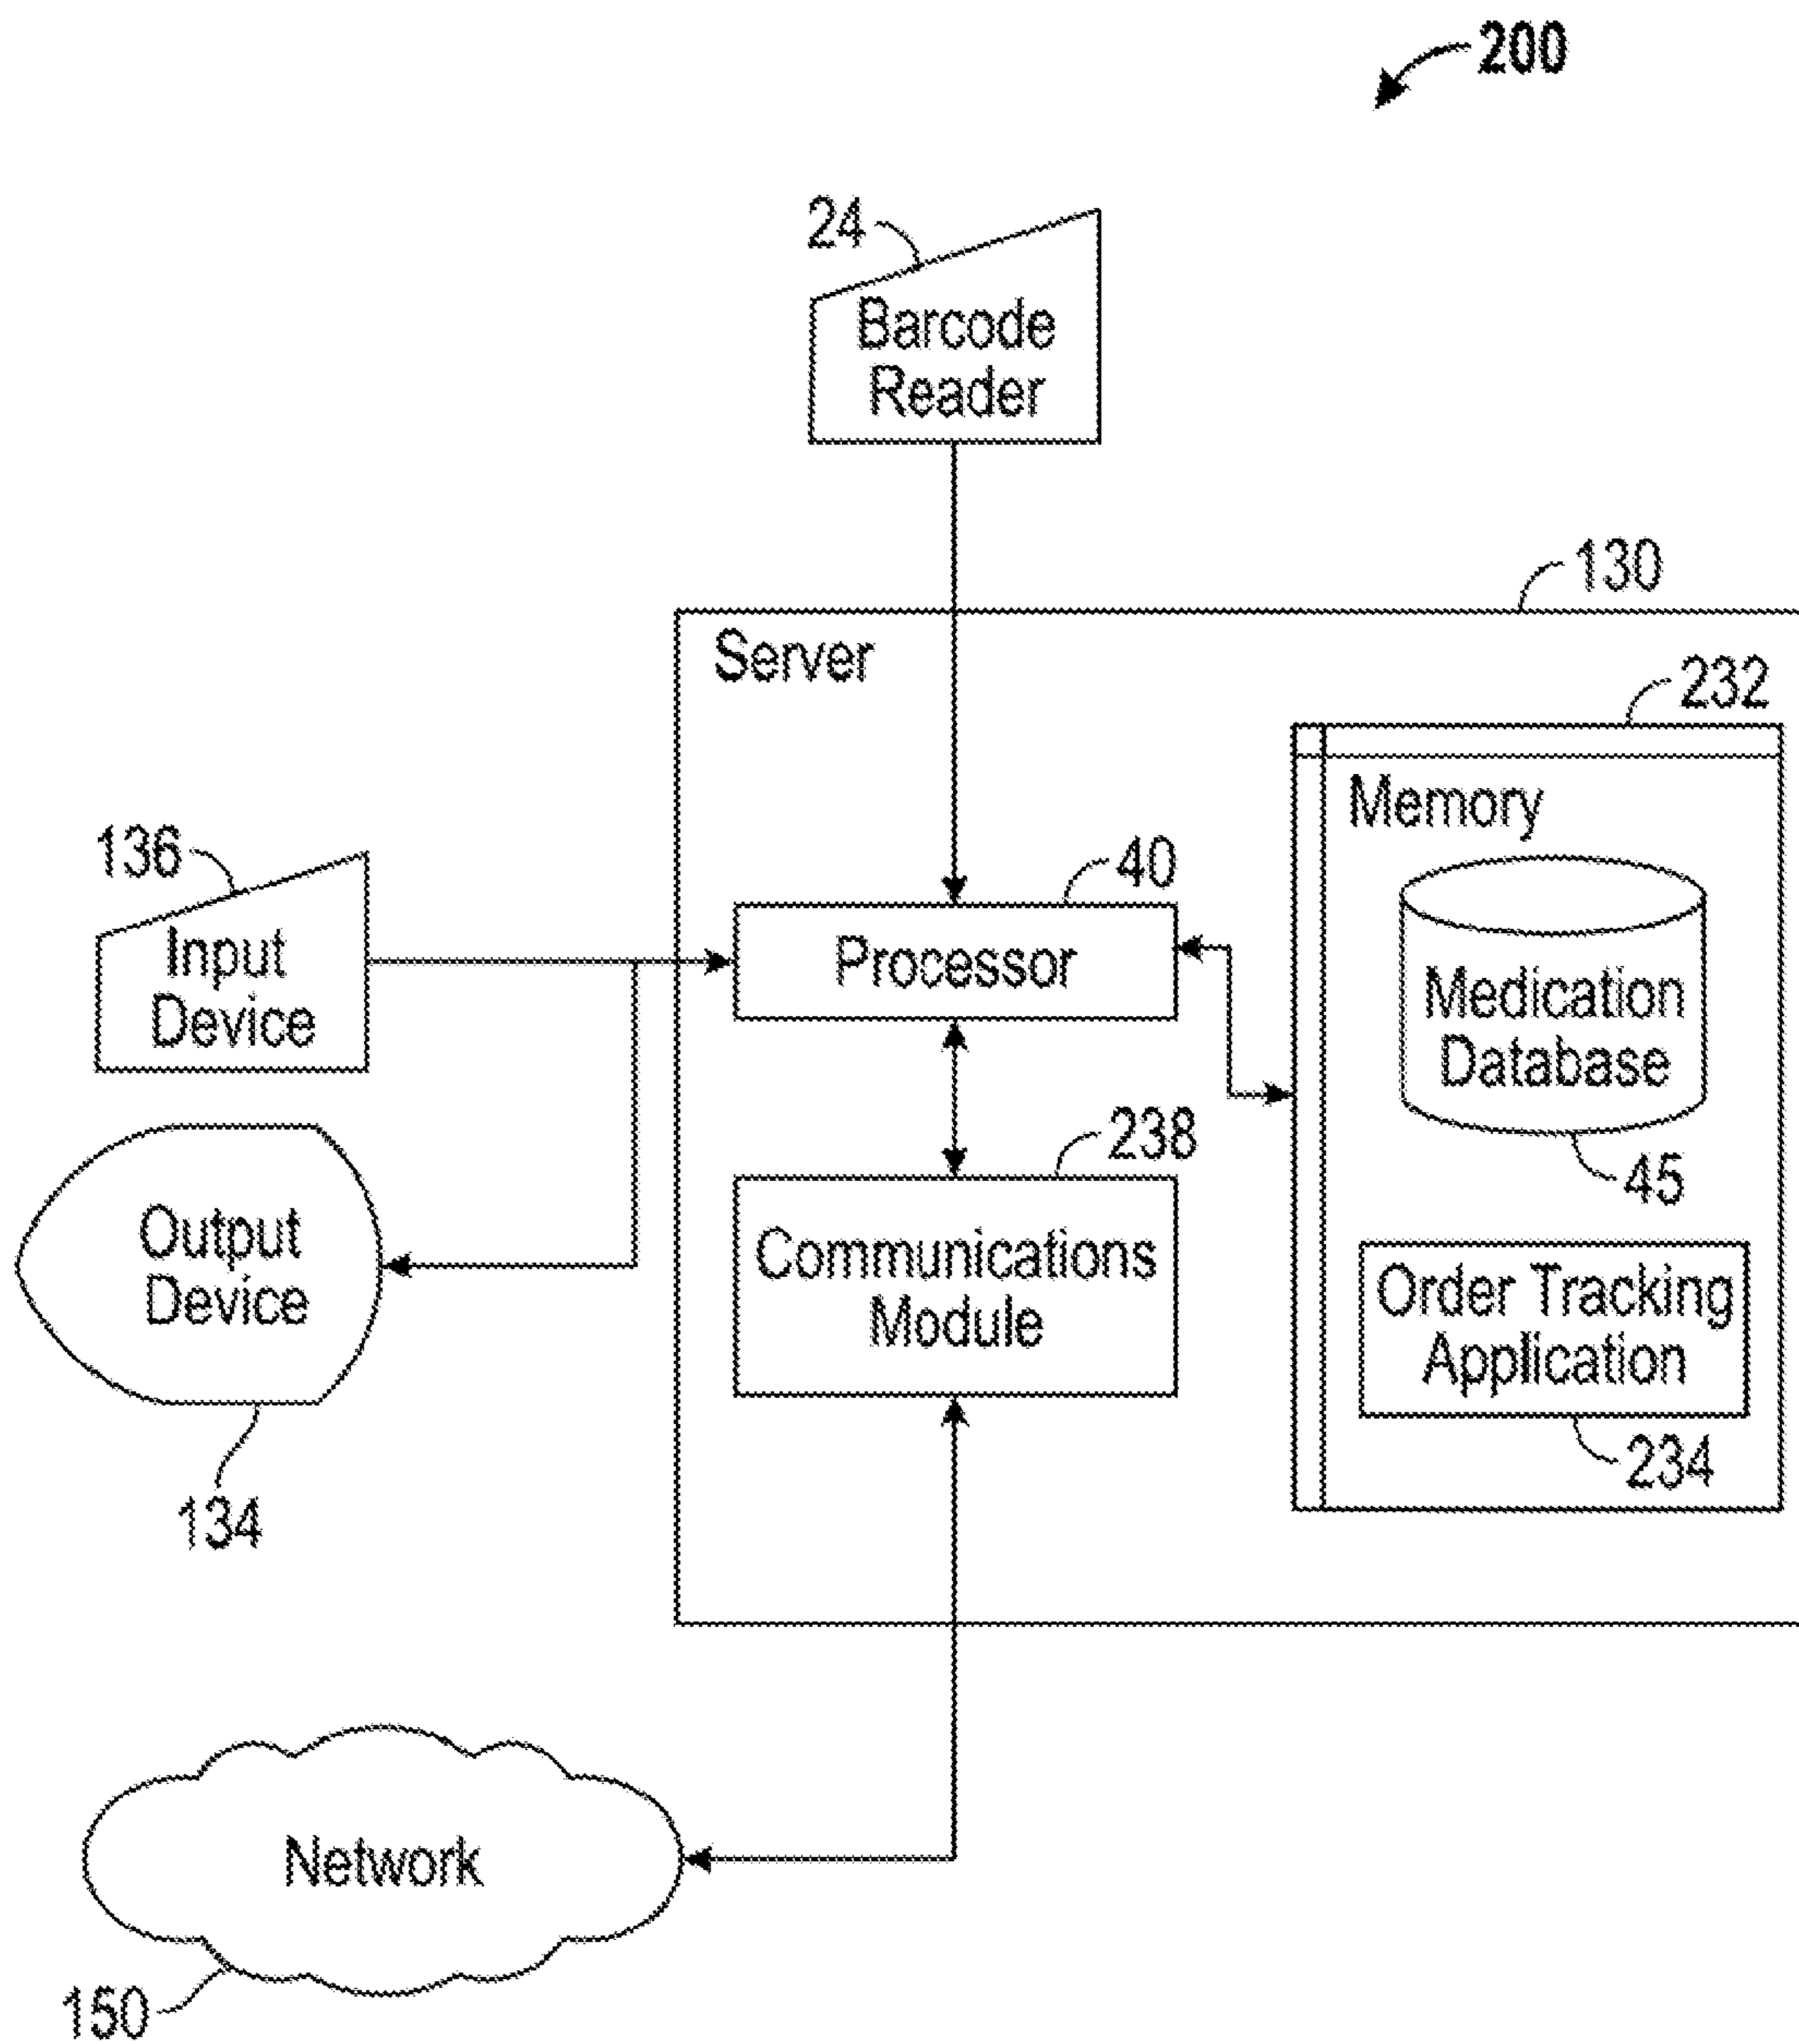 200
24
Barcode
Reader
130
Server
232
Memory
136
40
Input
Device
Processor
Medication
Database
238
45
Output
Device
Communications
Module
Order Tracking
Application
234
134
Network
150